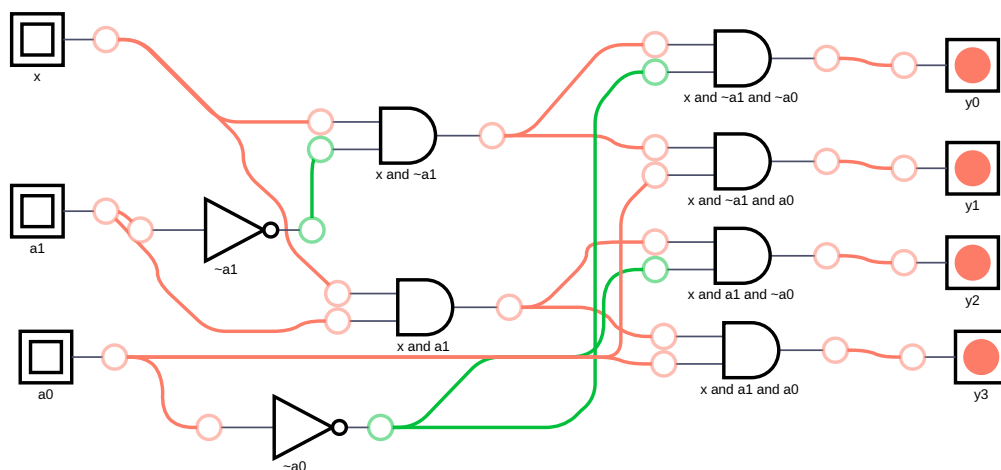 x
x and ~a1 and ~a0
y0
x and ~a1
x and ~a1 and a0
y1
a1
~a1
x and a1 and ~a0
y2
x and a1
a0
x and a1 and a0
y3
~a0